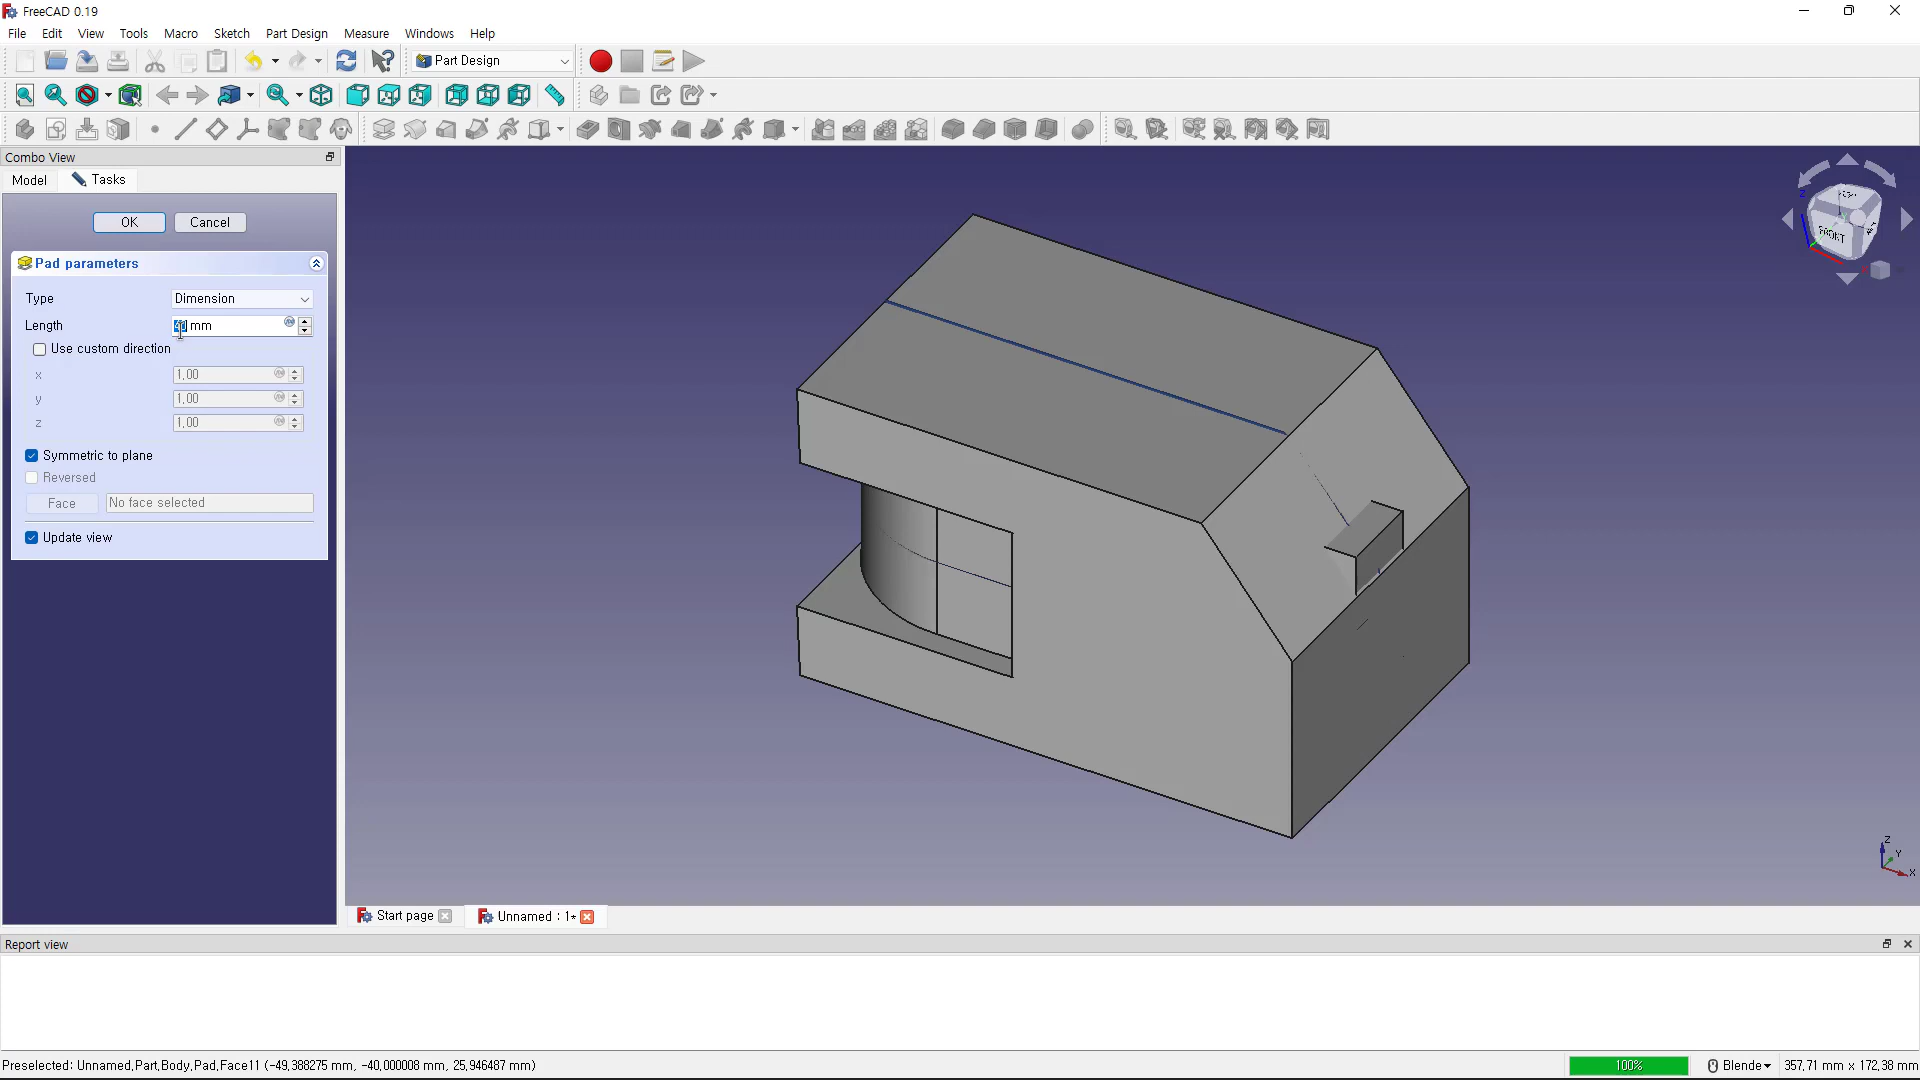 FreeCAD 0.19
File Edit View Tools Macro Sketch Part Design Measure Windows Help
Part Design
Combo View
Model Tasks
OK Cancel
Pad parameters
Type Dimension
Length mm
Use custom direction
x 1,00
y 1,00
z 1,00
Symmetric to plane
Reversed
Face No face selected
Update view
FRONT
Z
Y
X
Start page Unnamed : 1*
Report view
Preselected: Unnamed,Part,Body,Pad,Face11 (-49,388275 mm, -40,000008 mm, 25,946487 mm)
100% Blende 357,71 mm x 172,38 mm